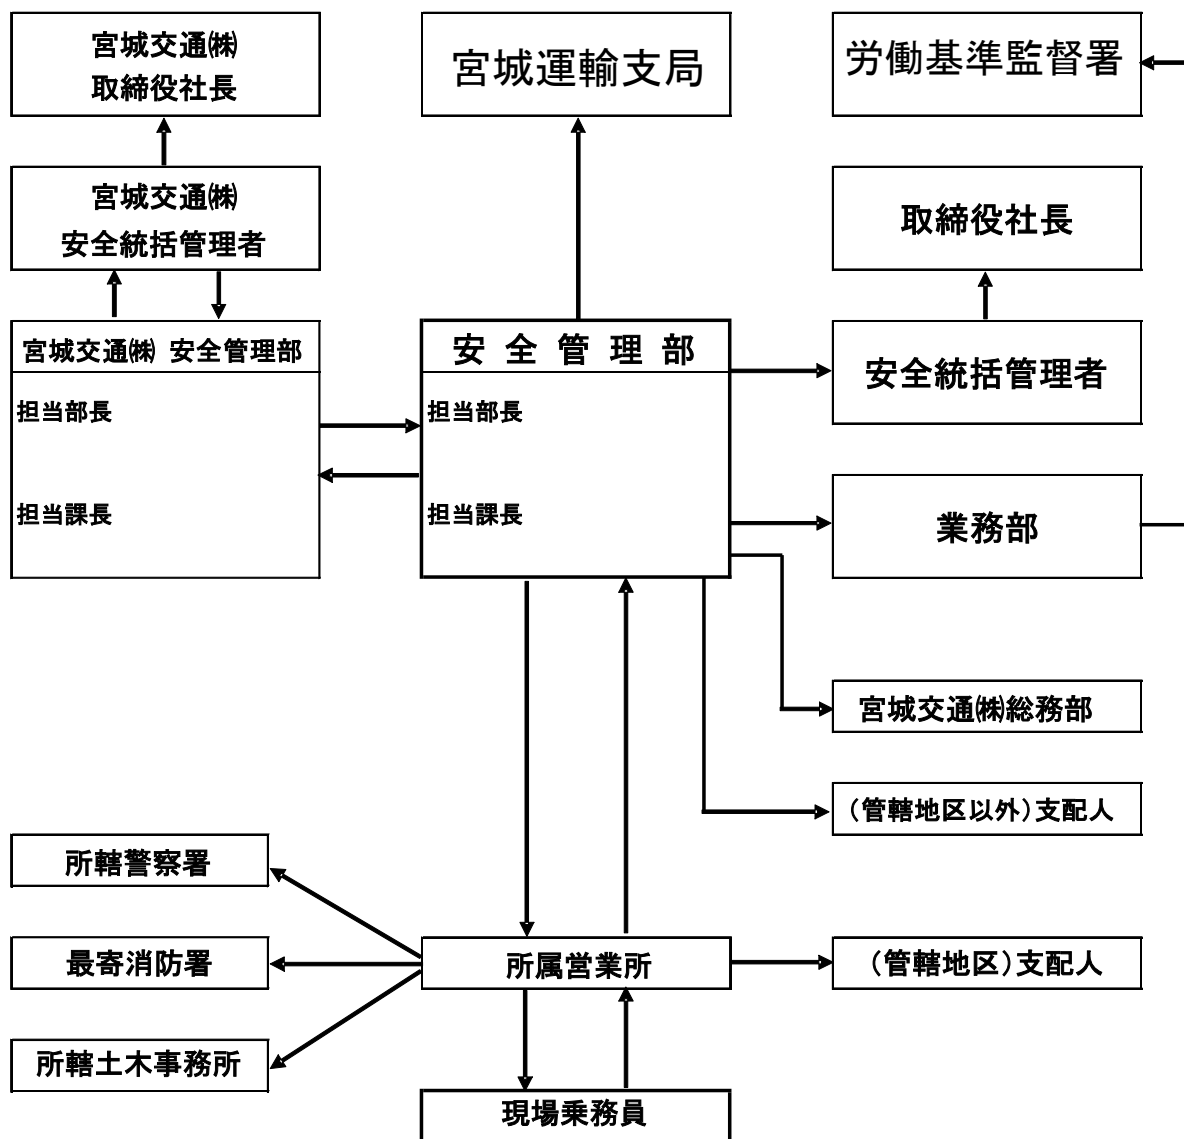 宮城交通㈱
取締役社長
宮城運輸支局
労働基準監督署
宮城交通㈱
安全統括管理者
取締役社長
宮城交通㈱ 安全管理部
担当部長
担当課長
安 全 管 理 部
担当部長
担当課長
安全統括管理者
業務部
宮城交通㈱総務部
（管轄地区以外）支配人
所轄警察署
最寄消防署
所属営業所
（管轄地区）支配人
所轄土木事務所
現場乗務員